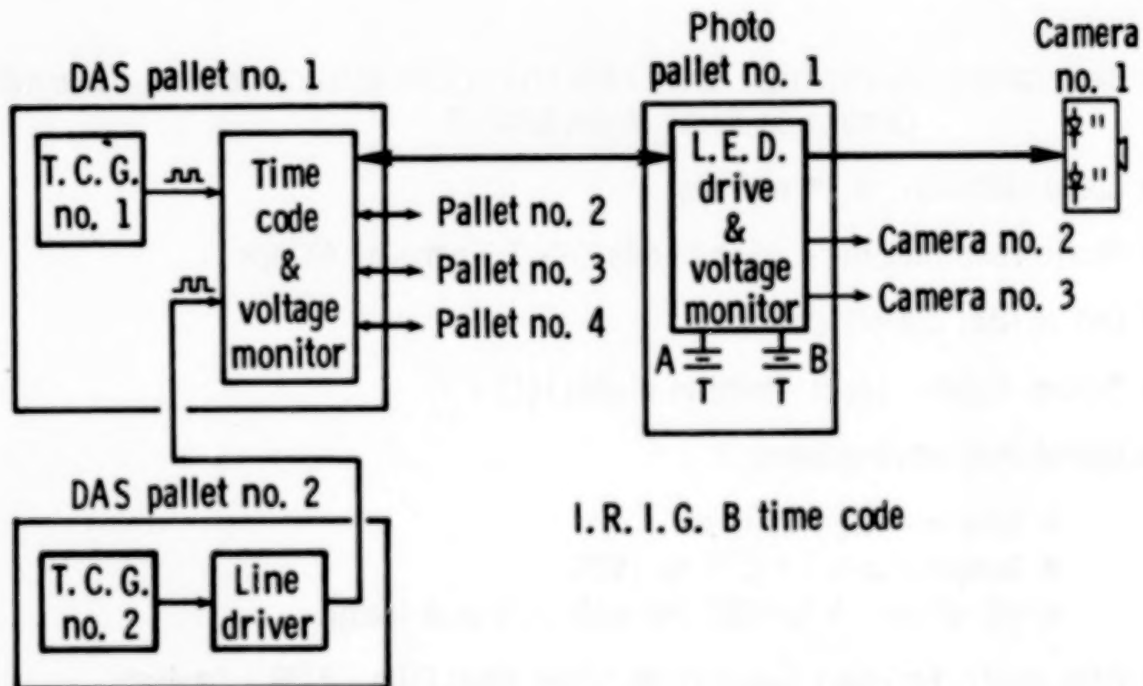 DAS pallet no. 1
T. C. G.
no. 1
Time
code
&
voltage
monitor
Pallet no. 2
Pallet no. 3
Pallet no. 4
Photo
pallet no. 1
L. E. D.
drive
&
voltage
monitor
A
B
Camera
no. 1
"
"
Camera no. 2
Camera no. 3
DAS pallet no. 2
T. C. G.
no. 2
Line
driver
I. R. I. G. B time code